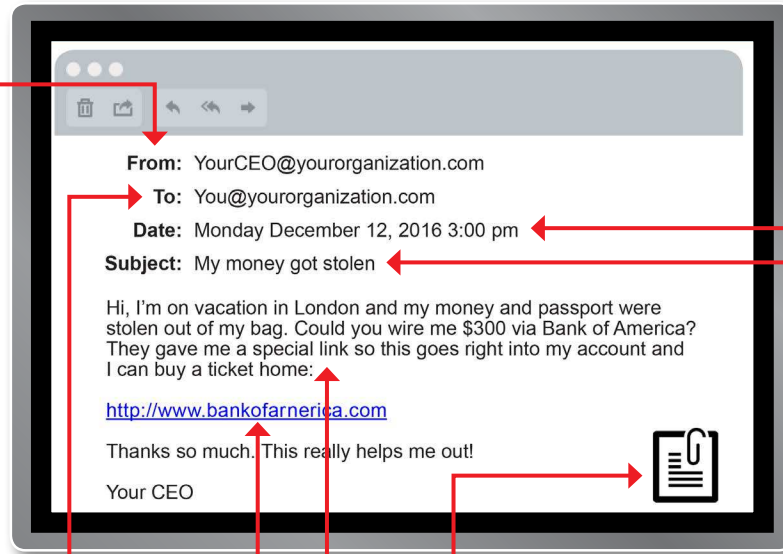 From: YourCEO@yourorganization.com
To: You@yourorganization.com
Date: Monday December 12, 2016 3:00 pm
Subject: My money got stolen
Hi, I'm on vacation in London and my money and passport were
stolen out of my bag. Could you wire me $300 via Bank of America?
They gave me a special link so this goes right into my account and
I can buy a ticket home:
http://www.bankofarnerica.com
Thanks so much. This really helps me out!
Your CEO